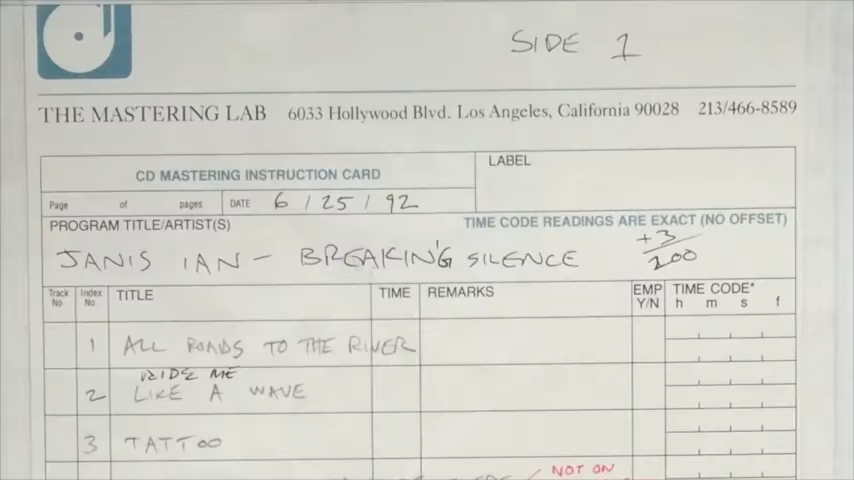 SIDE 1
THE MASTERING LAB 6033 Hollywood Blvd. Los Angeles, California 90028 213/466-8589
CD MASTERING INSTRUCTION CARD
LABEL
Page of pages DATE 6 / 25 / 92
PROGRAM TITLE/ARTIST(S) TIME CODE READINGS ARE EXACT (NO OFFSET)
JANIS IAN - BREAKING SILENCE +3/200
Track No Index No TITLE TIME REMARKS EMP Y/N TIME CODE* h m s f
1 ALL ROADS TO THE RIVER
RIDE ME
2 LIKE A WAVE
3 TATTOO
NOT ON